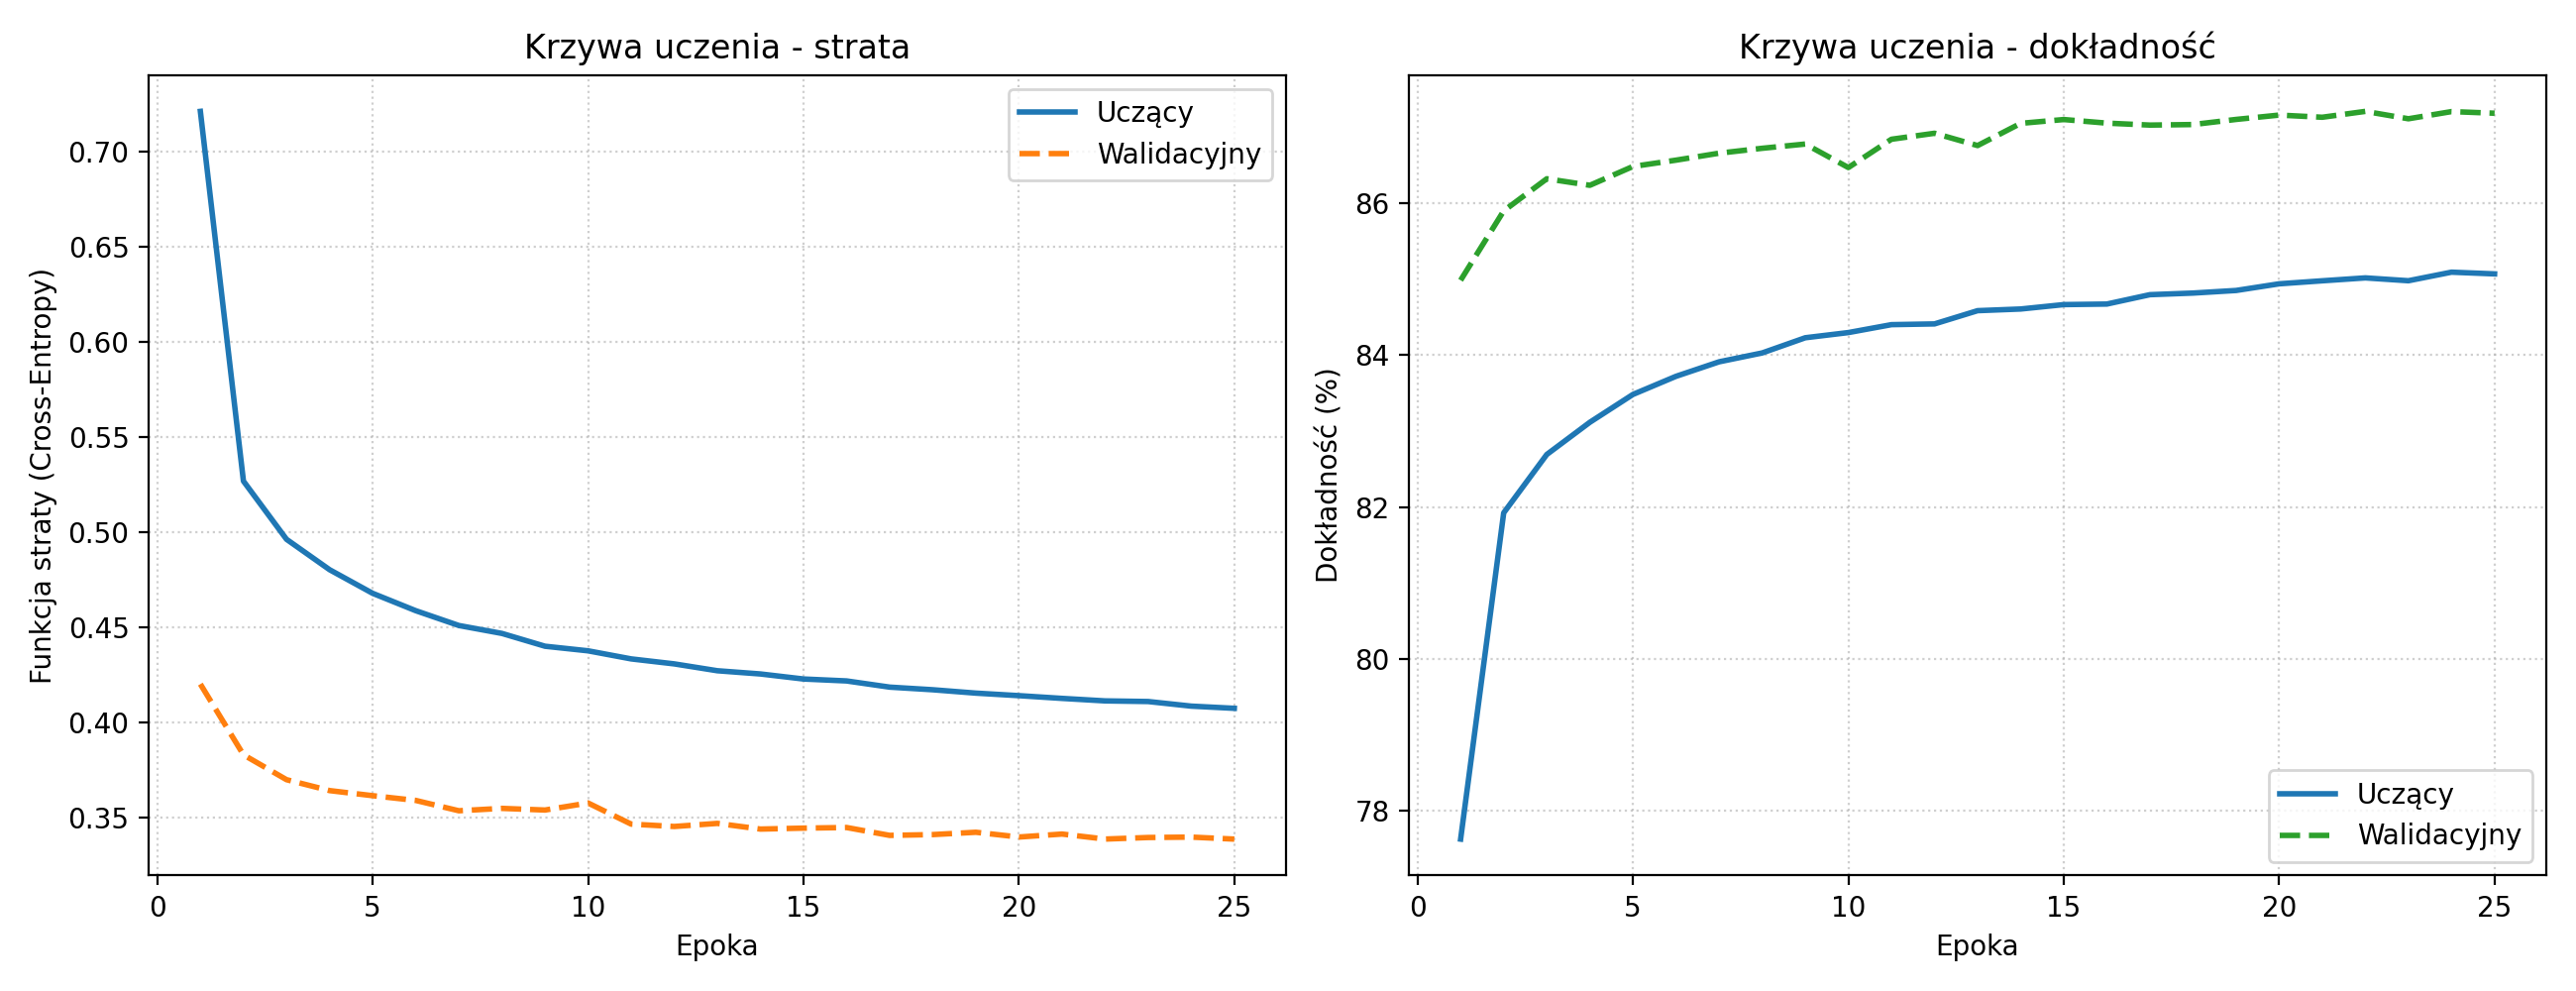 Krzywa uczenia - strata
Funkcja straty (Cross-Entropy)
0.70
0.65
0.60
0.55
0.50
0.45
0.40
0.35
Uczący
Walidacyjny
0 5 10 15 20 25
Epoka
Krzywa uczenia - dokładność
Dokładność (%)
86
84
82
80
78
Uczący
Walidacyjny
0 5 10 15 20 25
Epoka